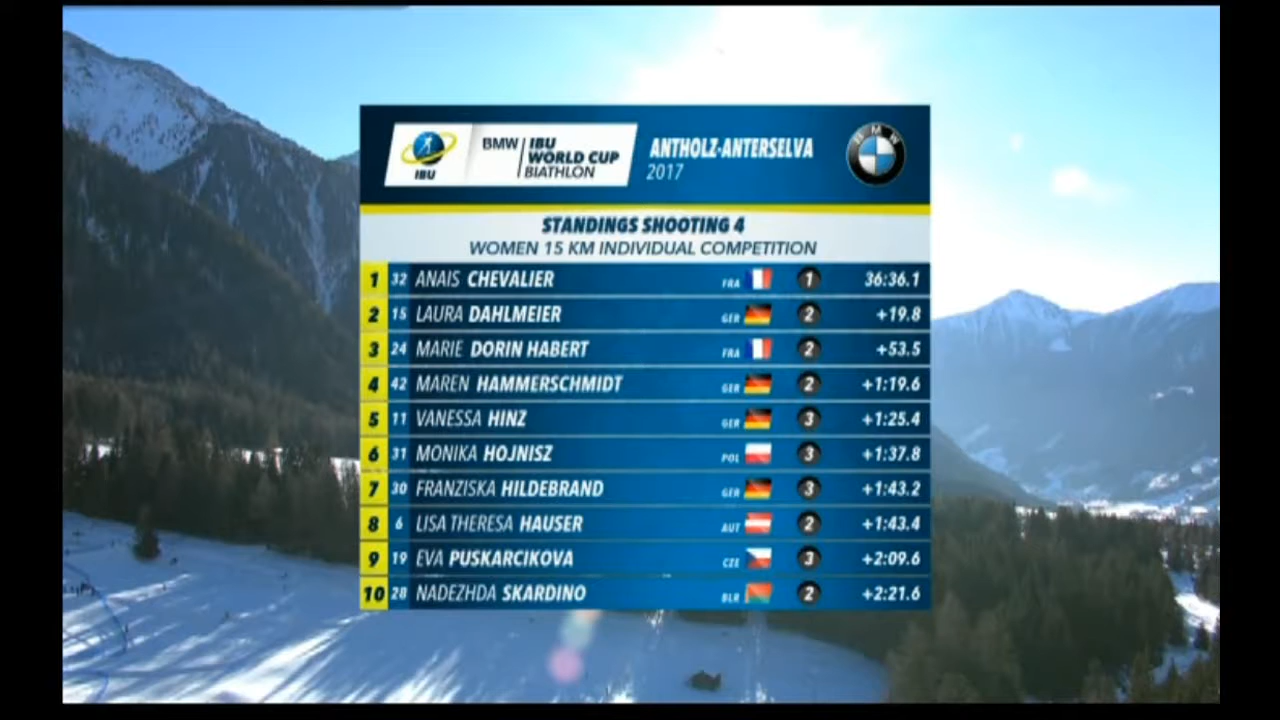 IBU
BMW IBU WORLD CUP BIATHLON
ANTHOLZ-ANTERSELVA
2017
BMW
STANDINGS SHOOTING 4
WOMEN 15 KM INDIVIDUAL COMPETITION
1 32 ANAIS CHEVALIER FRA 1 36:36.1
2 15 LAURA DAHLMEIER GER 2 +19.8
3 24 MARIE DORIN HABERT FRA 2 +53.5
4 42 MAREN HAMMERSCHMIDT GER 2 +1:19.6
5 11 VANESSA HINZ GER 3 +1:25.4
6 31 MONIKA HOJNISZ POL 3 +1:37.8
7 30 FRANZISKA HILDEBRAND GER 3 +1:43.2
8 6 LISA THERESA HAUSER AUT 2 +1:43.4
9 19 EVA PUSKARCIKOVA CZE 3 +2:09.6
10 28 NADEZHDA SKARDINO BLR 2 +2:21.6